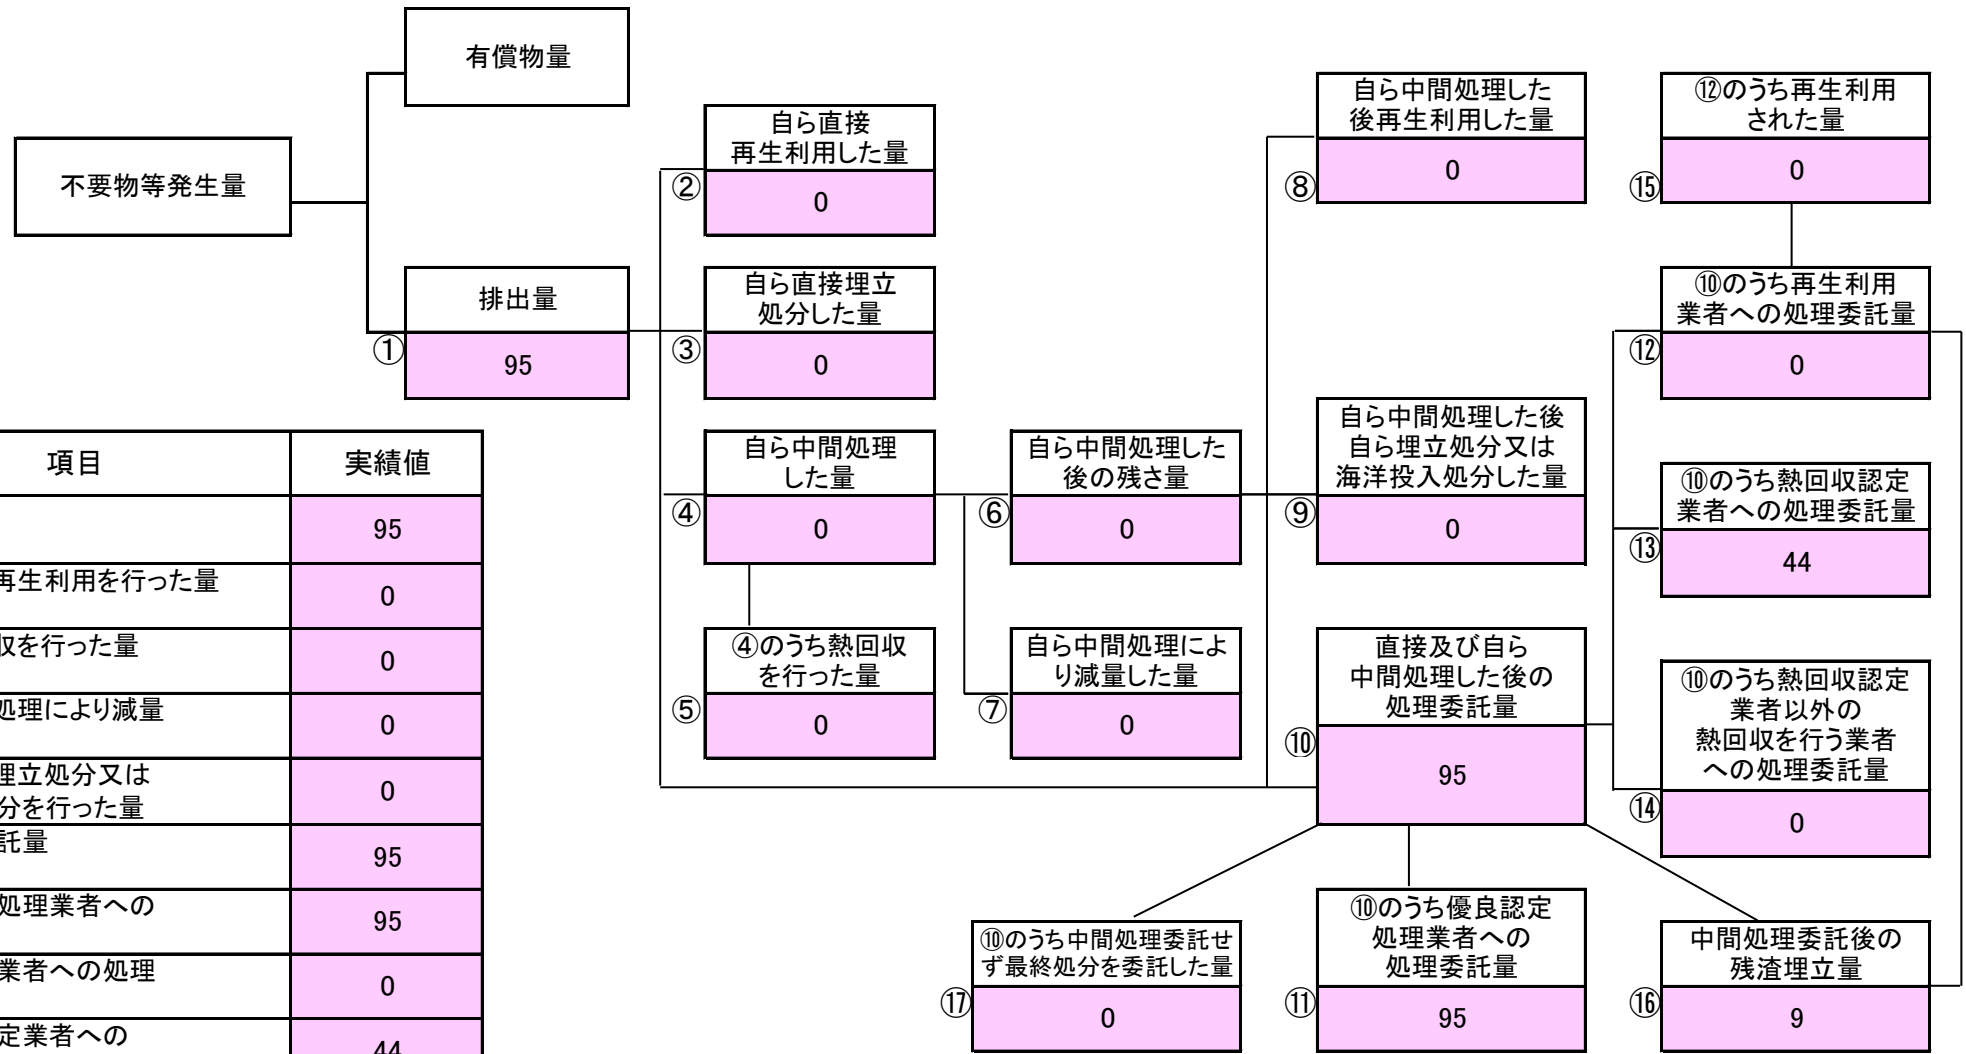 有償物量
不要物等発生量
排出量
①
95
自ら直接
再生利用した量
②
0
自ら直接埋立
処分した量
③
0
自ら中間処理
した量
④
0
④のうち熱回収
を行った量
⑤
0
自ら中間処理した
後の残さ量
⑥
0
自ら中間処理によ
り減量した量
⑦
0
自ら中間処理した
後再生利用した量
⑧
0
自ら中間処理した後
自ら埋立処分又は
海洋投入処分した量
⑨
0
直接及び自ら
中間処理した後の
処理委託量
⑩
95
⑫のうち再生利用
された量
⑮
0
⑩のうち再生利用
業者への処理委託量
⑫
0
⑩のうち熱回収認定
業者への処理委託量
⑬
44
⑩のうち熱回収認定
業者以外の
熱回収を行う業者
への処理委託量
⑭
0
⑩のうち中間処理委託せ
ず最終処分を委託した量
⑰
0
⑩のうち優良認定
処理業者への
処理委託量
⑪
95
中間処理委託後の
残渣埋立量
⑯
9
項目 実績値
95
再生利用を行った量
0
収を行った量
0
処理により減量
0
埋立処分又は
分を行った量
0
託量
95
処理業者への
95
業者への処理
0
定業者への
44